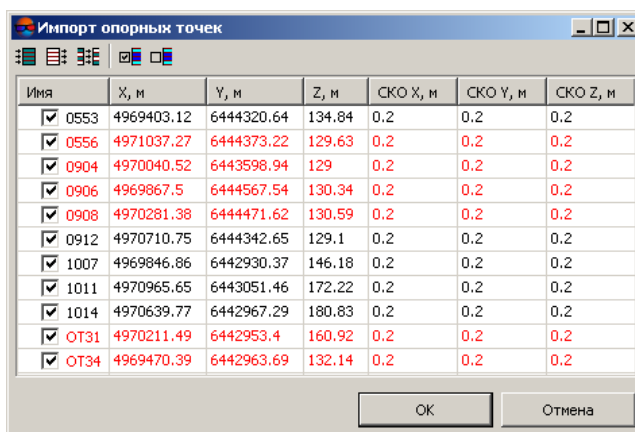 Импорт опорных точек
Имя X, м Y, м Z, м СКО X, м СКО Y, м СКО Z, м
0553 4969403.12 6444320.64 134.84 0.2 0.2 0.2
0556 4971037.27 6444373.22 129.63 0.2 0.2 0.2
0904 4970040.52 6443598.94 129 0.2 0.2 0.2
0906 4969867.5 6444567.54 130.34 0.2 0.2 0.2
0908 4970281.38 6444471.62 130.59 0.2 0.2 0.2
0912 4970710.75 6444342.65 129.1 0.2 0.2 0.2
1007 4969846.86 6442930.37 146.18 0.2 0.2 0.2
1011 4970965.65 6443051.46 172.22 0.2 0.2 0.2
1014 4970639.77 6442967.29 180.83 0.2 0.2 0.2
ОТ31 4970211.49 6442953.4 160.92 0.2 0.2 0.2
ОТ34 4969470.39 6442963.69 132.14 0.2 0.2 0.2
ОК Отмена